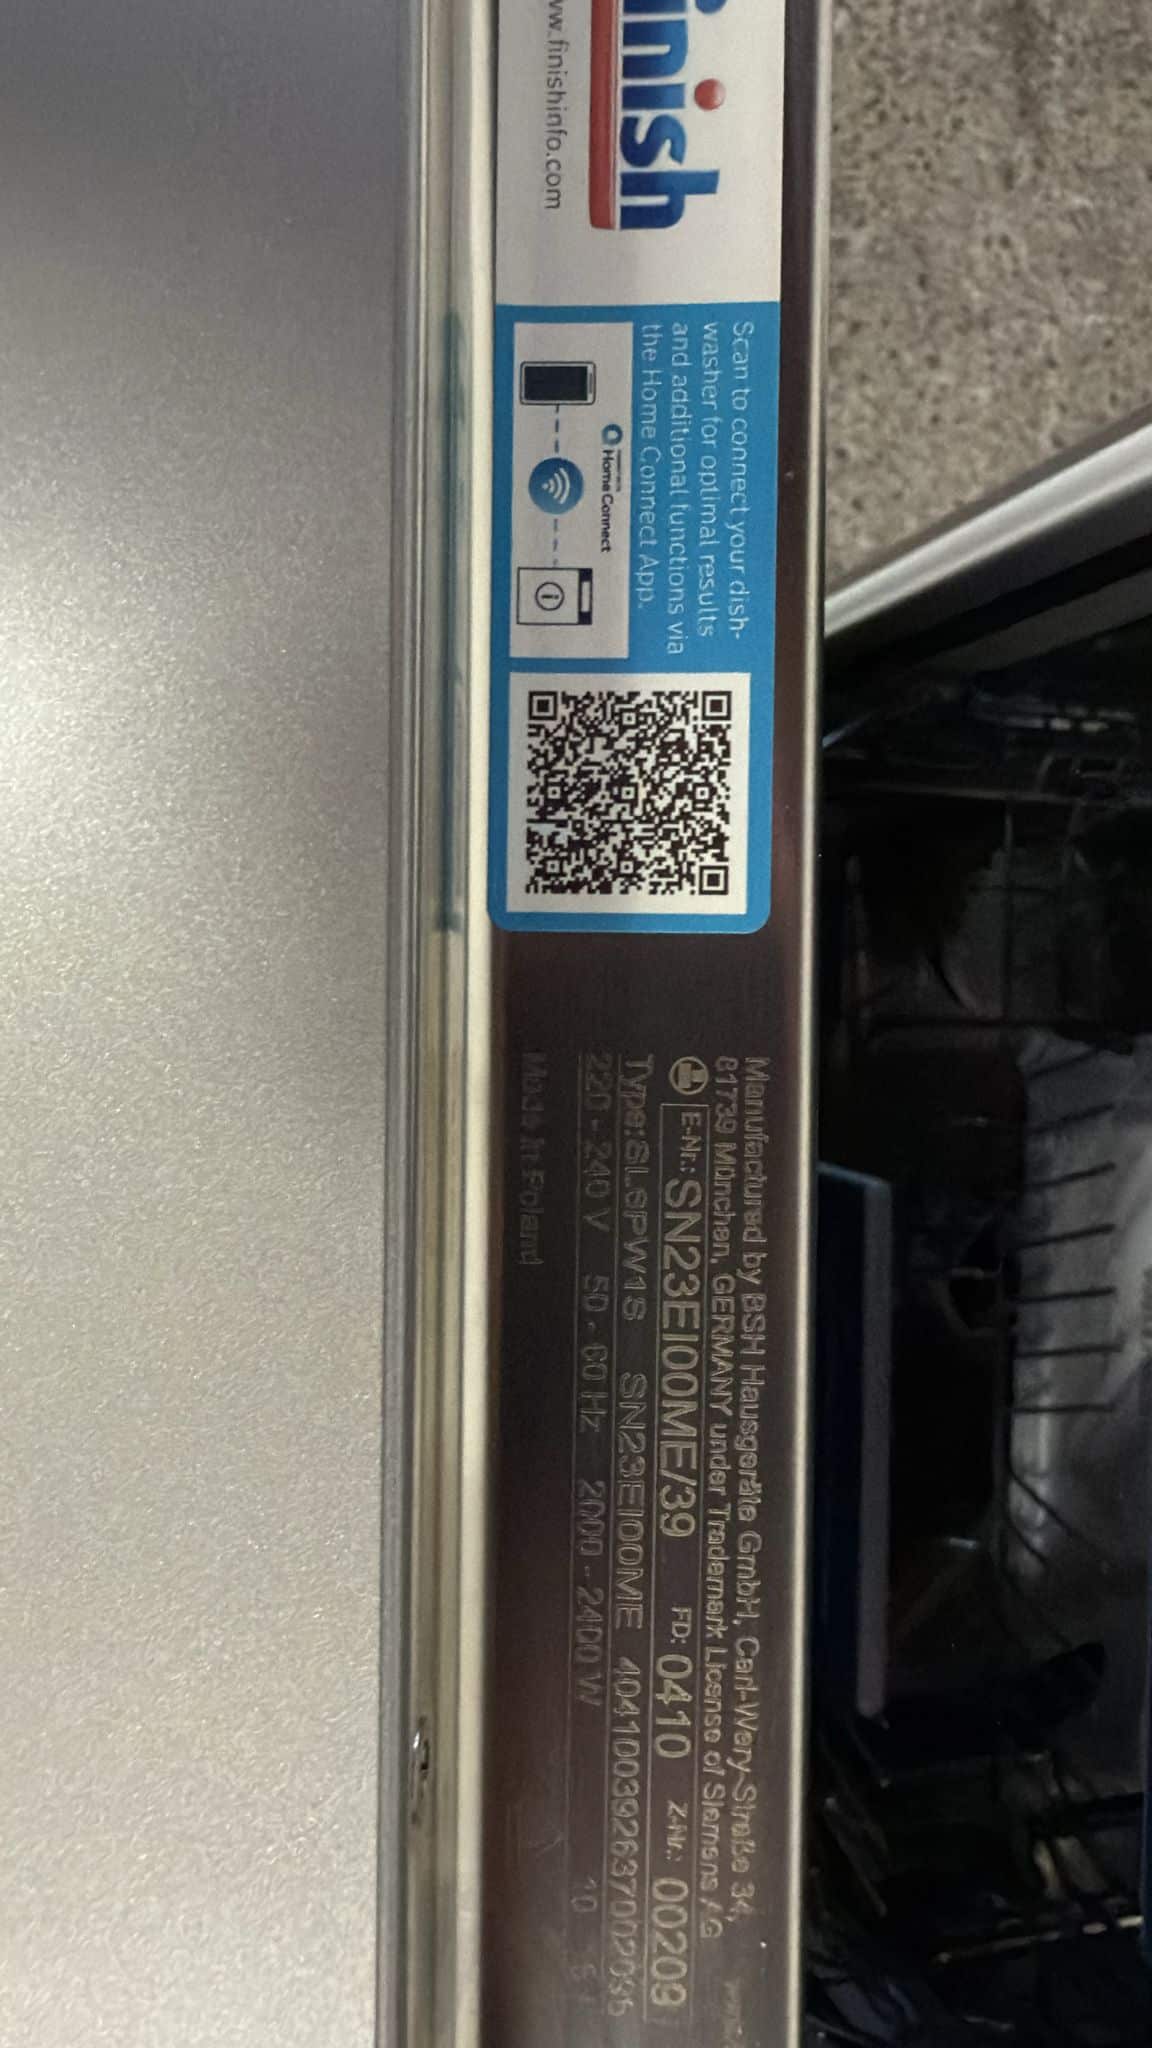 inish
www.finishinfo.com
Scan to connect your dish-
washer for optimal results
and additional functions via
the Home Connect App.
Home Connect
Manufactured by BSH Hausgeräte GmbH, Carl-Wery-Straße 34,
81739 München, GERMANY under Trademark License of Siemens AG
E-Nr.: SN23EI00ME/39 FD: 0410 Z-Nr.: 00209
Type: SN23EI00ME
220 - 240 V 50 - 60 Hz 2000 - 2400 W 10
Made in Poland